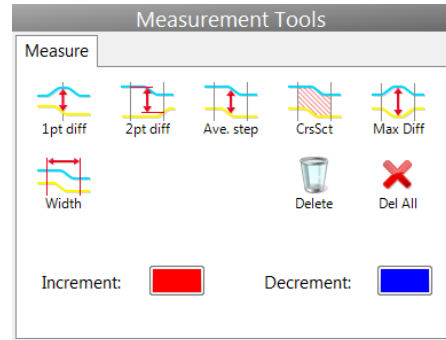 Measurement Tools
Measure
1pt diff 2pt diff Ave. step CrsSct Max Diff
Width Delete Del All
Increment: Decrement: